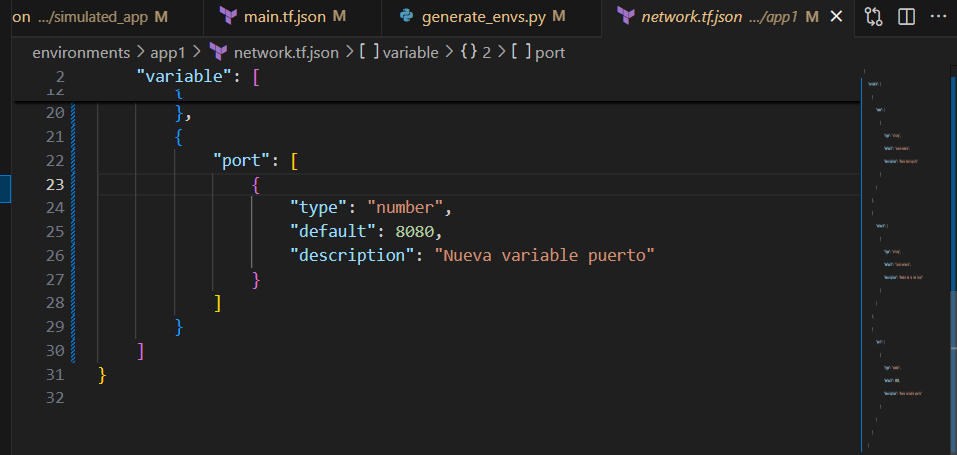 on .../simulated_app M main.tf.json M generate_envs.py M network.tf.json .../app1 M
environments > app1 > network.tf.json > [ ] variable > {} 2 > [ ] port
2 "variable": [
12 {
20 },
21 {
22 "port": [
23 {
24 "type": "number",
25 "default": 8080,
26 "description": "Nueva variable puerto"
27 }
28 ]
29 }
30 ]
31 }
32